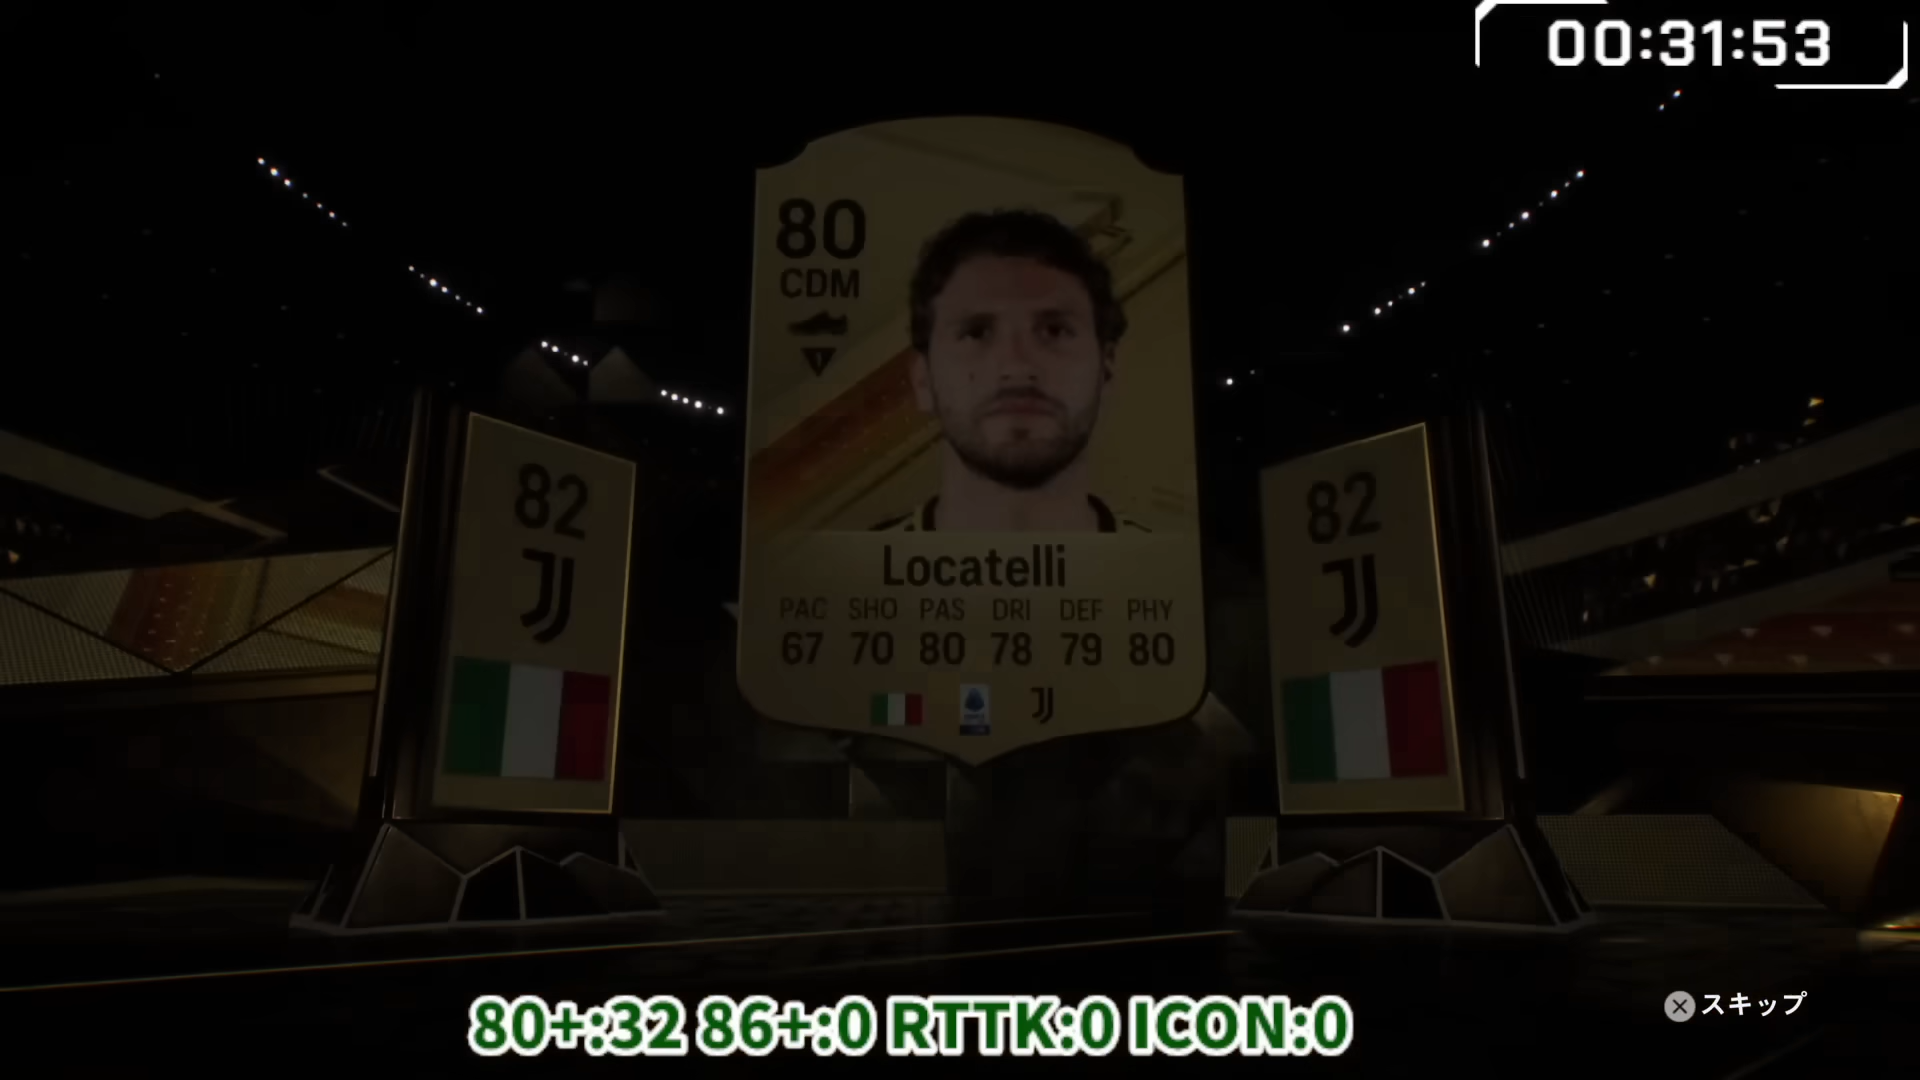 00:31:53
80
CDM
1
82
82
Locatelli
PAC SHO PAS DRI DEF PHY
67 70 80 78 79 80
スキップ
80+:32 86+:0 RTTK:0 ICON:0